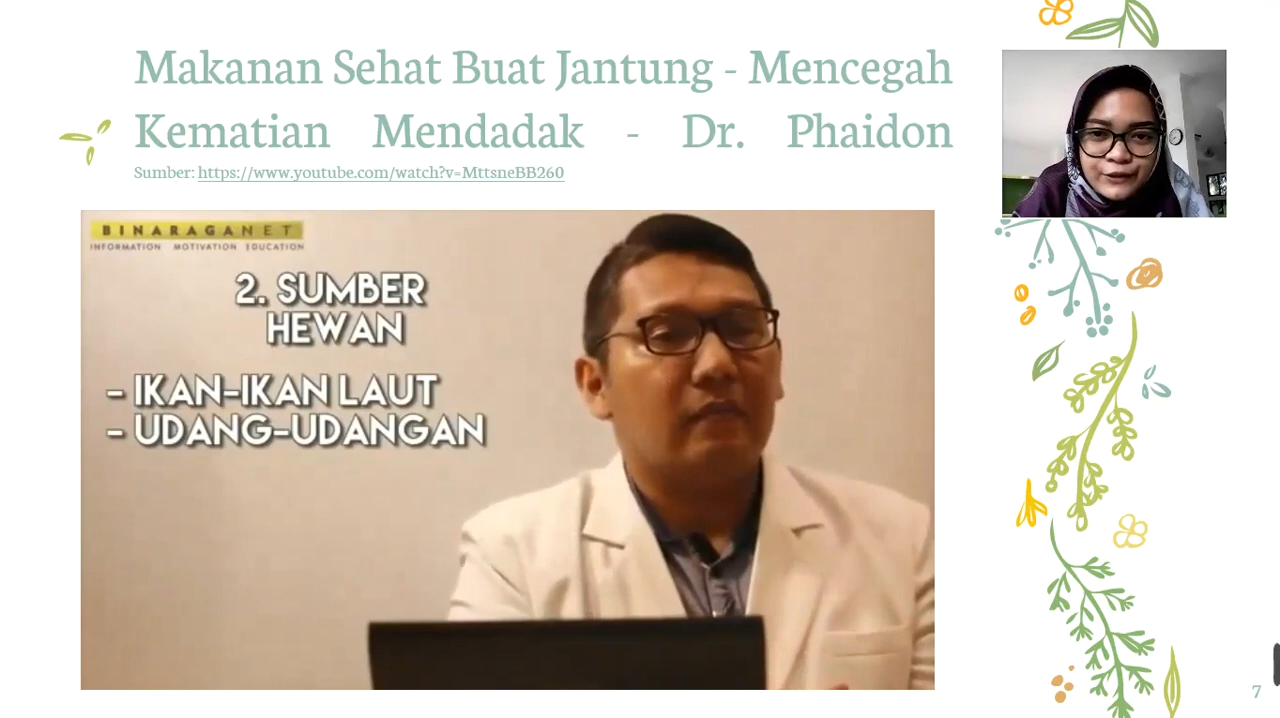 Makanan Sehat Buat Jantung - Mencegah
Kematian Mendadak - Dr. Phaidon
Sumber: https://www.youtube.com/watch?v=MttsneBB260
BINARAGANET
INFORMATION MOTIVATION EDUCATION
2. SUMBER
HEWAN
- IKAN-IKAN LAUT
- UDANG-UDANGAN
7